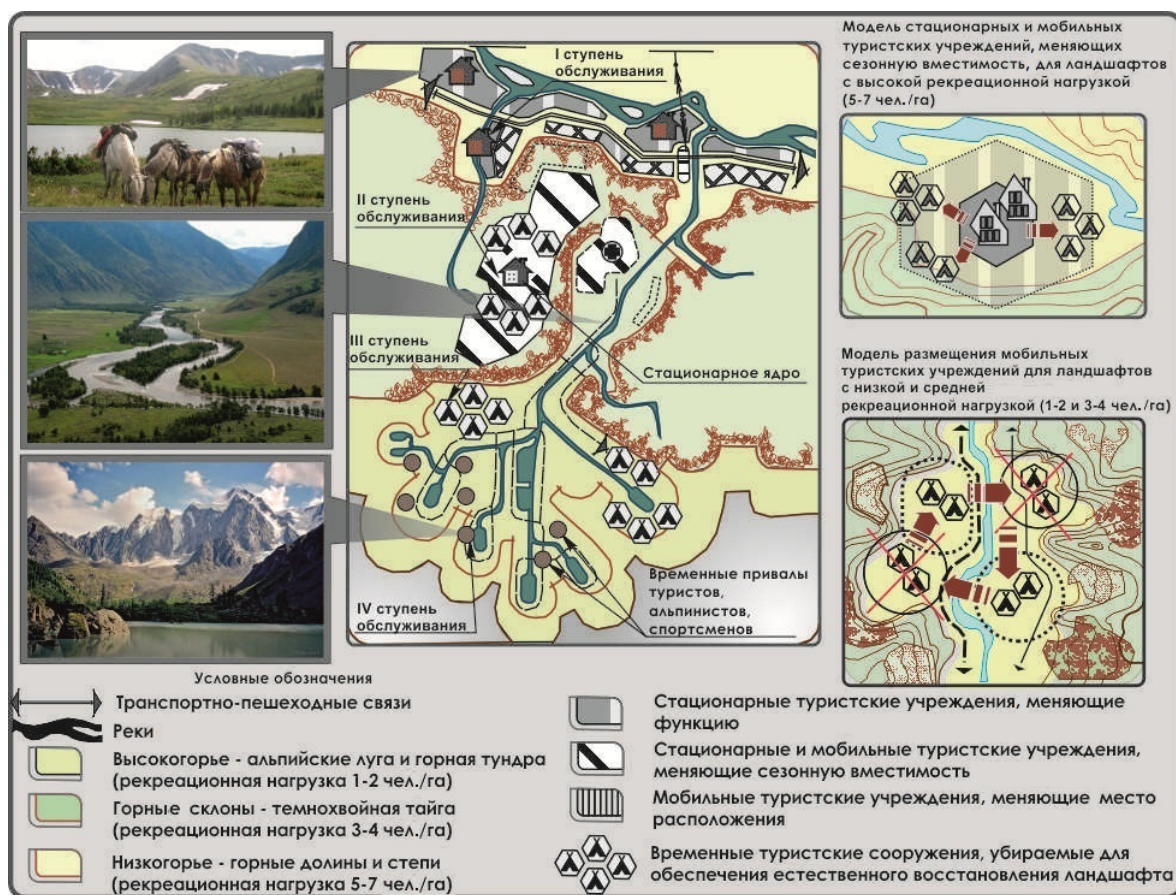 I ступень
обслуживания
II ступень
обслуживания
III ступень
обслуживания
Стационарное ядро
IV ступень
обслуживания
Временные привалы
туристов,
альпинистов,
спортсменов
Модель стационарных и мобильных
туристских учреждений, меняющих
сезонную вместимость, для ландшафтов
с высокой рекреационной нагрузкой
(5-7 чел./га)
Модель размещения мобильных
туристских учреждений для ландшафтов
с низкой и средней
рекреационной нагрузкой (1-2 и 3-4 чел./га)
Условные обозначения
Транспортно-пешеходные связи
Реки
Высокогорье - альпийские луга и горная тундра
(рекреационная нагрузка 1-2 чел./га)
Горные склоны - темнохвойная тайга
(рекреационная нагрузка 3-4 чел./га)
Низкогорье - горные долины и степи
(рекреационная нагрузка 5-7 чел./га)
Стационарные туристские учреждения, меняющие
функцию
Стационарные и мобильные туристские учреждения,
меняющие сезонную вместимость
Мобильные туристские учреждения, меняющие место
расположения
Временные туристские сооружения, убираемые для
обеспечения естественного восстановления ландшафта